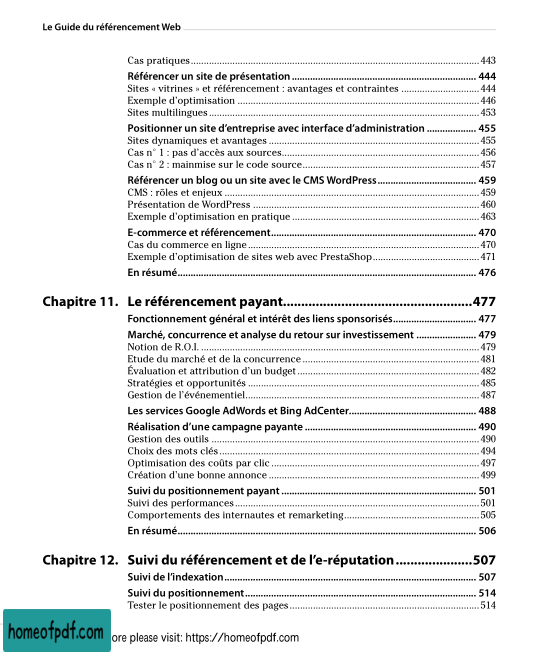 Le Guide du référencement Web
Cas pratiques 443
Référencer un site de présentation 444
Sites « vitrines » et référencement : avantages et contraintes 444
Exemple d’optimisation 446
Sites multilingues 453
Positionner un site d’entreprise avec interface d’administration 455
Sites dynamiques et avantages 455
Cas n° 1 : pas d’accès aux sources 456
Cas n° 2 : mainmise sur le code source 457
Référencer un blog ou un site avec le CMS WordPress 459
CMS : rôles et enjeux 459
Présentation de WordPress 460
Exemple d’optimisation en pratique 463
E-commerce et référencement 470
Cas du commerce en ligne 470
Exemple d’optimisation de sites web avec PrestaShop 471
En résumé 476
Chapitre 11. Le référencement payant 477
Fonctionnement général et intérêt des liens sponsorisés 477
Marché, concurrence et analyse du retour sur investissement 479
Notion de R.O.I. 479
Etude du marché et de la concurrence 481
Évaluation et attribution d’un budget 482
Stratégies et opportunités 485
Gestion de l’événementiel 487
Les services Google AdWords et Bing AdCenter 488
Réalisation d’une campagne payante 490
Gestion des outils 490
Choix des mots clés 494
Optimisation des coûts par clic 497
Création d’une bonne annonce 499
Suivi du positionnement payant 501
Suivi des performances 501
Comportements des internautes et remarketing 505
En résumé 506
Chapitre 12. Suivi du référencement et de l’e-réputation 507
Suivi de l’indexation 507
Suivi du positionnement 514
Tester le positionnement des pages 514
homeofpdf.com
ore please visit: https://homeofpdf.com